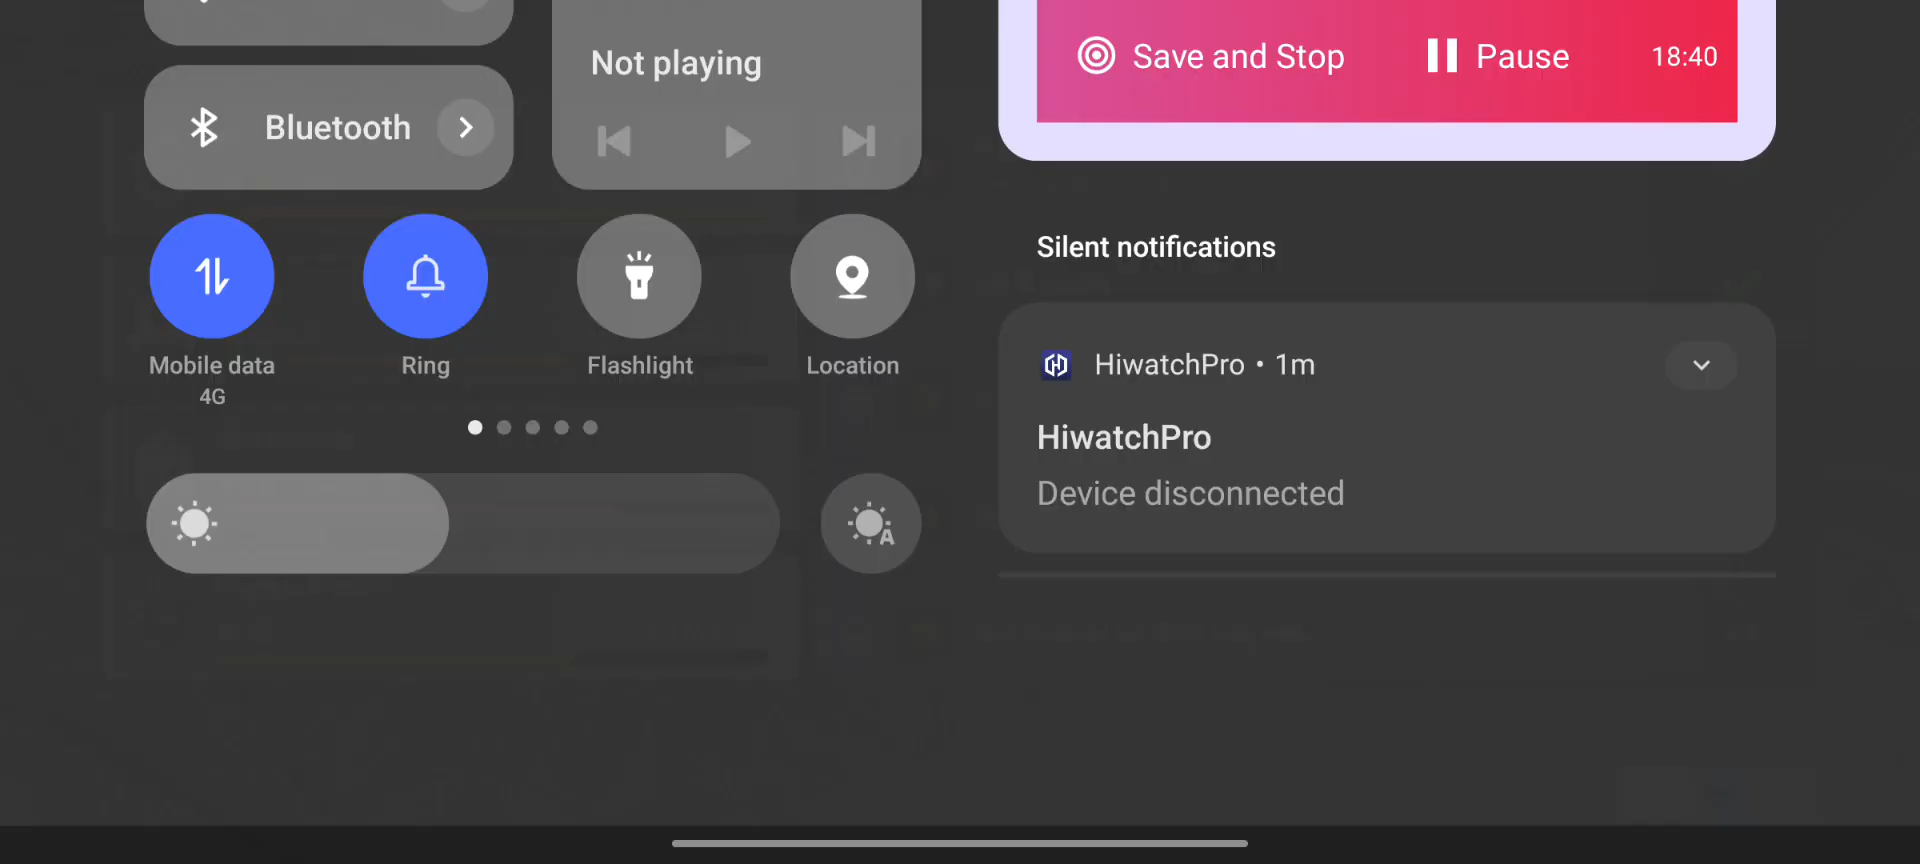 Not playing
Bluetooth
Mobile data
4G
Ring
Flashlight
Location
A
Save and Stop
Pause
18:40
Silent notifications
HiwatchPro • 1m
HiwatchPro
Device disconnected